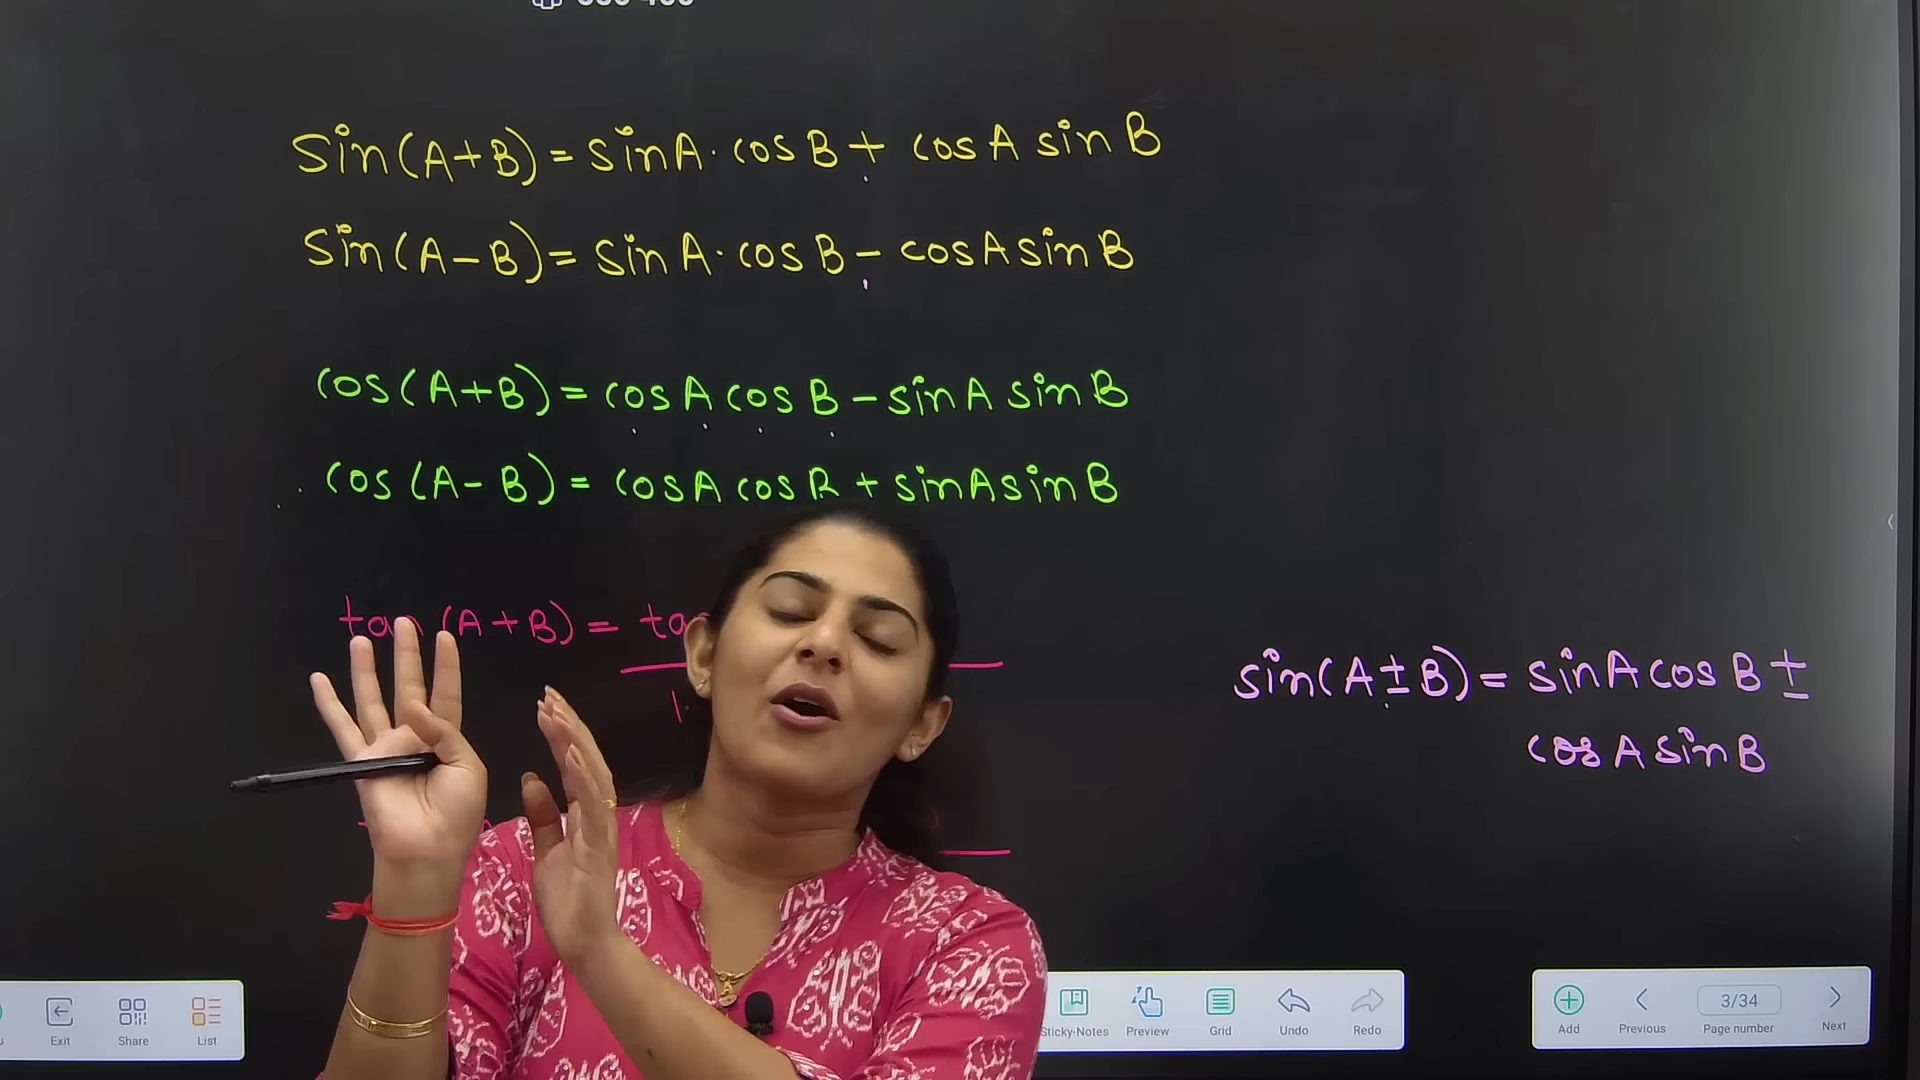 Sin(A+B) = sinA · cosB + cosA sinB
Sin(A-B) = sinA · cosB - cosA sinB
cos(A+B) = cosA cosB - sinA sinB
cos(A-B) = cosA cosB + sinA sinB
tan(A+B) =
sin(A±B) = sinA cosB ±
cosA sinB
Exit Share List
Sticky-Notes Preview Grid Undo Redo
Add Previous 3/34 Page number Next